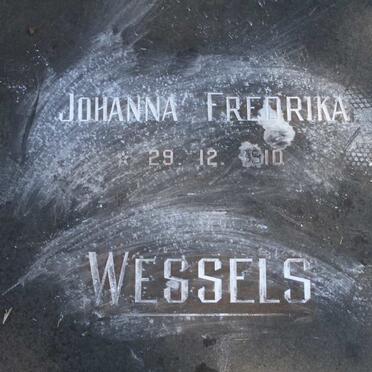 JOHANNA FREDRIKA
☆ 29. 12.
WESSELS